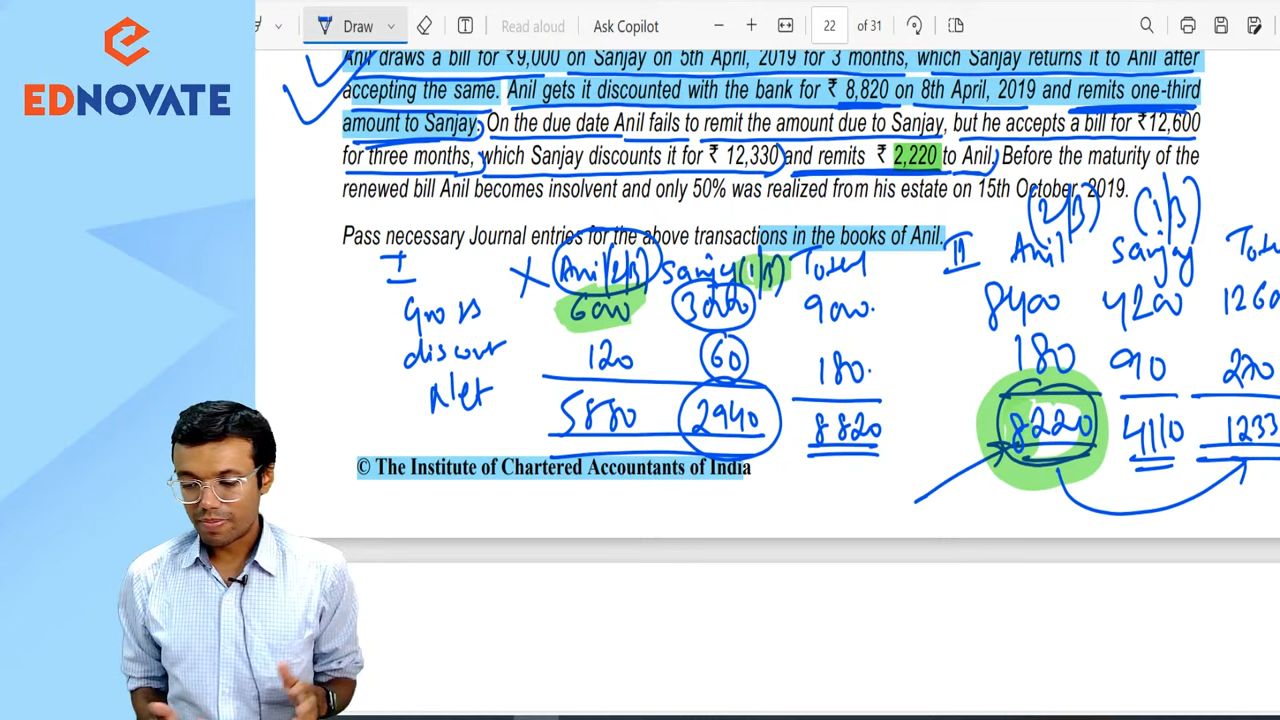 Draw
Read aloud
Ask Copilot
22
of 31
EDNOVATE
Anil draws a bill for ₹9,000 on Sanjay on 5th April, 2019 for 3 months, which Sanjay returns it to Anil after
accepting the same. Anil gets it discounted with the bank for ₹ 8,820 on 8th April, 2019 and remits one-third
amount to Sanjay. On the due date Anil fails to remit the amount due to Sanjay, but he accepts a bill for ₹12,600
for three months, which Sanjay discounts it for ₹ 12,330 and remits ₹ 2,220 to Anil. Before the maturity of the
renewed bill Anil becomes insolvent and only 50% was realized from his estate on 15th October, 2019.
Pass necessary Journal entries for the above transactions in the books of Anil.
(2/3) (1/3)
I Anil (2/3) Sanjay (1/3) Total II Anil Sanjay Tot
Gross 6000 3000 9000. 8400 4200 1260
discount 120 60 180. 180 90 270
Net 5880 2940 8820 8220 4110 1233
© The Institute of Chartered Accountants of India